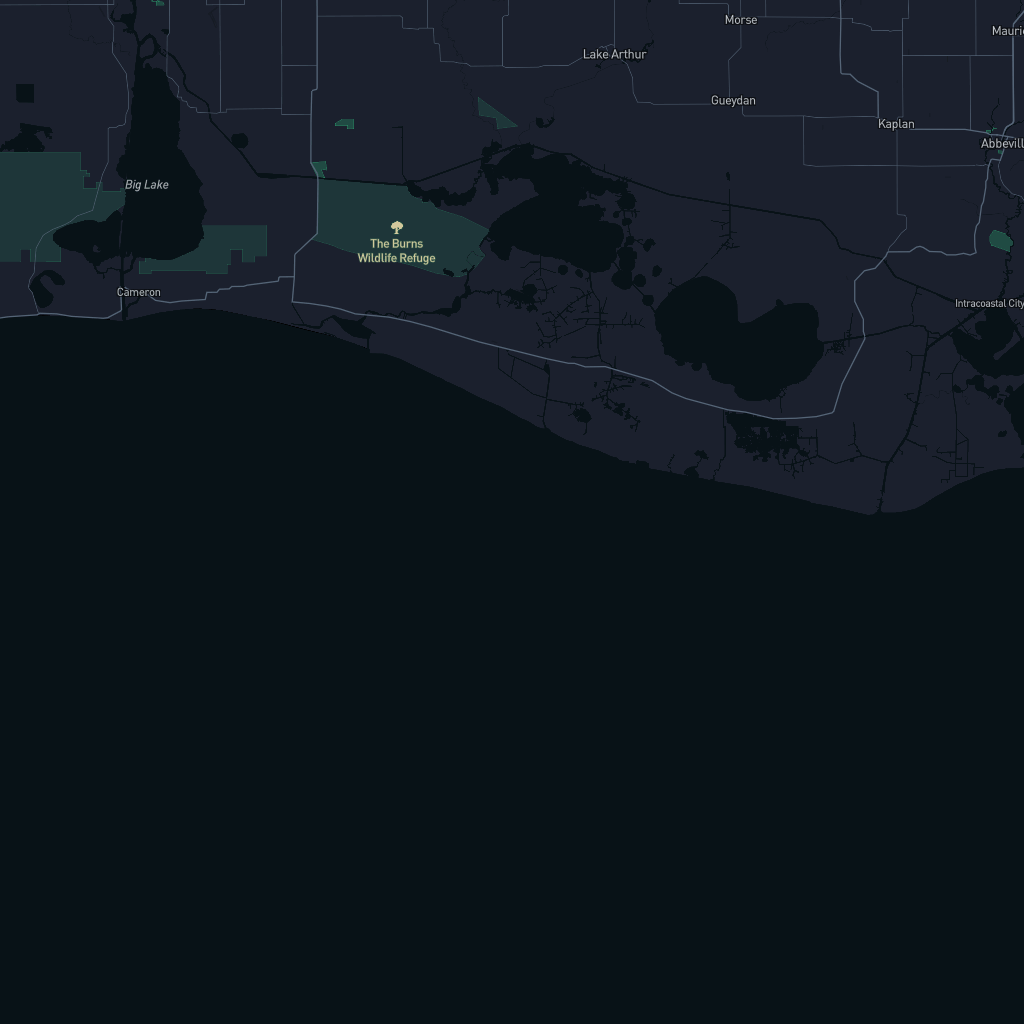 Morse
Mauric
Lake Arthur
Gueydan
Kaplan
Abbevill
Big Lake
The Burns
Wildlife Refuge
Cameron
Intracoastal City